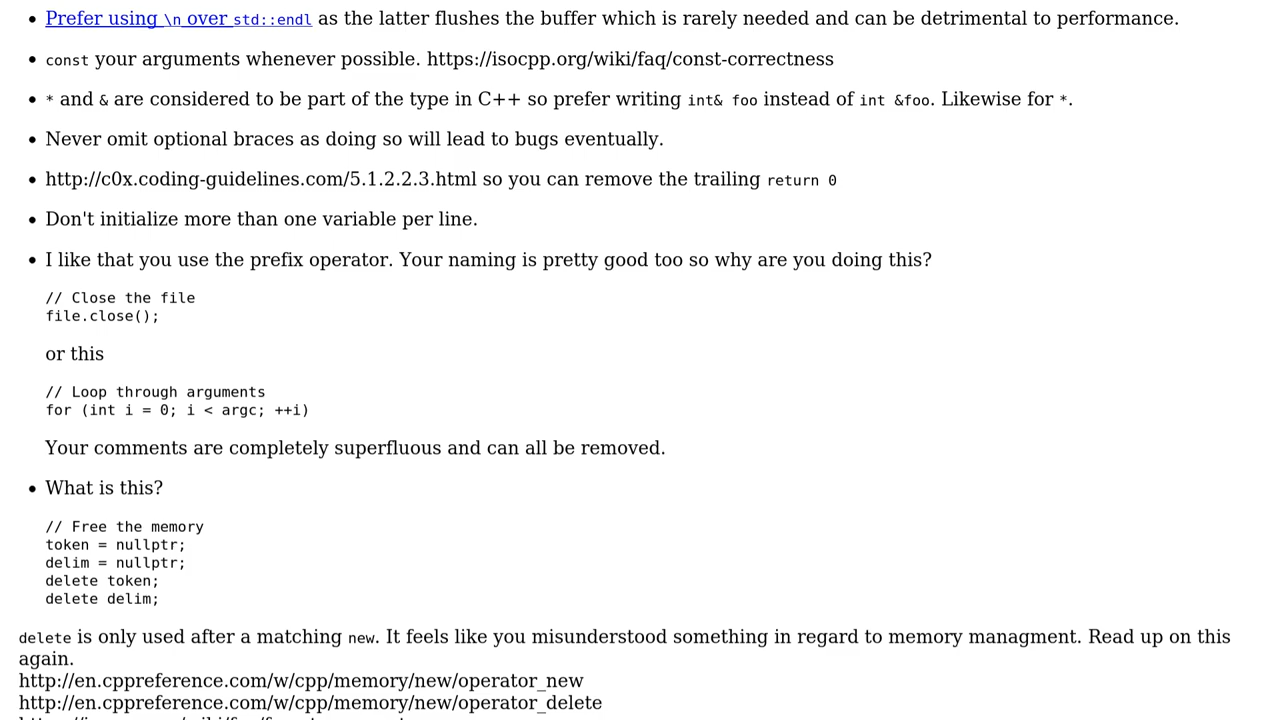 Prefer using \n over std::endl as the latter flushes the buffer which is rarely needed and can be detrimental to performance.
const your arguments whenever possible. https://isocpp.org/wiki/faq/const-correctness
* and & are considered to be part of the type in C++ so prefer writing int& foo instead of int &foo. Likewise for *.
Never omit optional braces as doing so will lead to bugs eventually.
http://c0x.coding-guidelines.com/5.1.2.2.3.html so you can remove the trailing return 0
Don't initialize more than one variable per line.
I like that you use the prefix operator. Your naming is pretty good too so why are you doing this?
// Close the file
file.close();
or this
// Loop through arguments
for (int i = 0; i < argc; ++i)
Your comments are completely superfluous and can all be removed.
What is this?
// Free the memory
token = nullptr;
delim = nullptr;
delete token;
delete delim;
delete is only used after a matching new. It feels like you misunderstood something in regard to memory managment. Read up on this
again.
http://en.cppreference.com/w/cpp/memory/new/operator_new
http://en.cppreference.com/w/cpp/memory/new/operator_delete